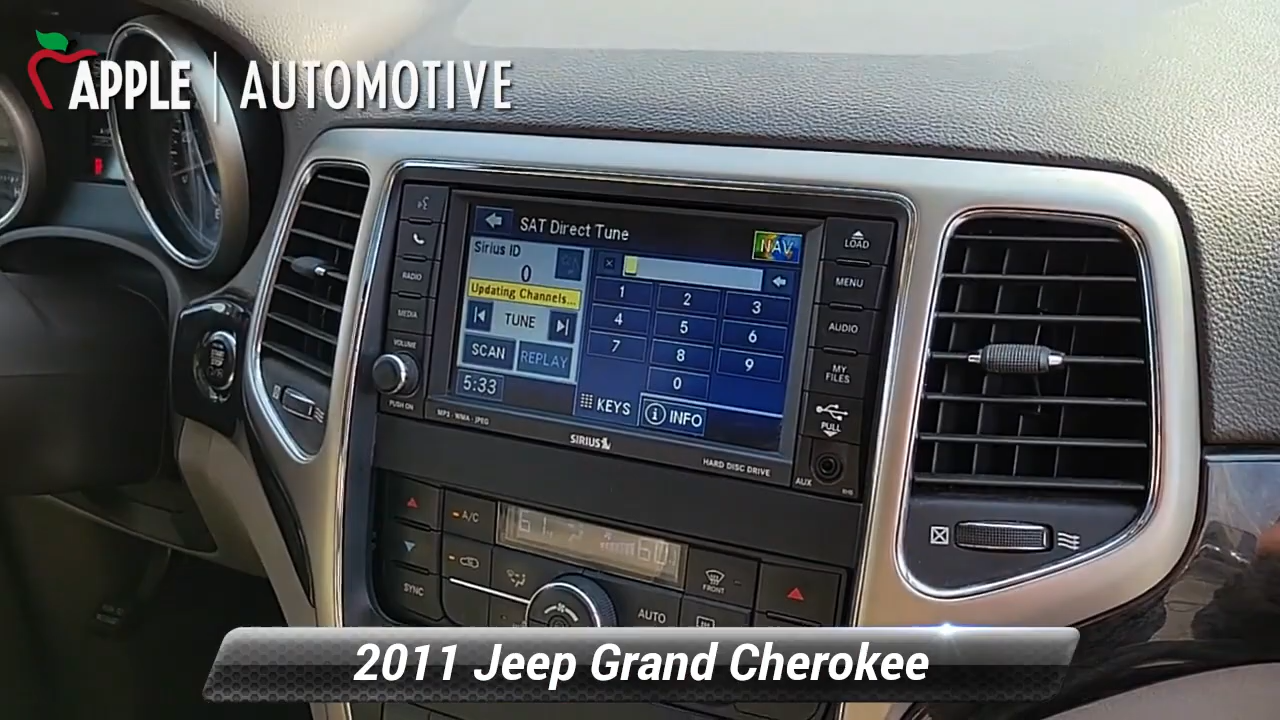 APPLE | AUTOMOTIVE
SAT Direct Tune
NAV
LOAD
Sirius ID
0
MENU
RADIO
Updating Channels...
1 2 3
MEDIA
TUNE
4 5 6
AUDIO
VOLUME
SCAN REPLAY
7 8 9
MY
FILES
0
5:33
KEYS
INFO
PULL
PUSH ON
MP3 - WMA - JPEG
SIRIUS
HARD DISC DRIVE
AUX
A/C
SYNC
FRONT
AUTO
2011 Jeep Grand Cherokee